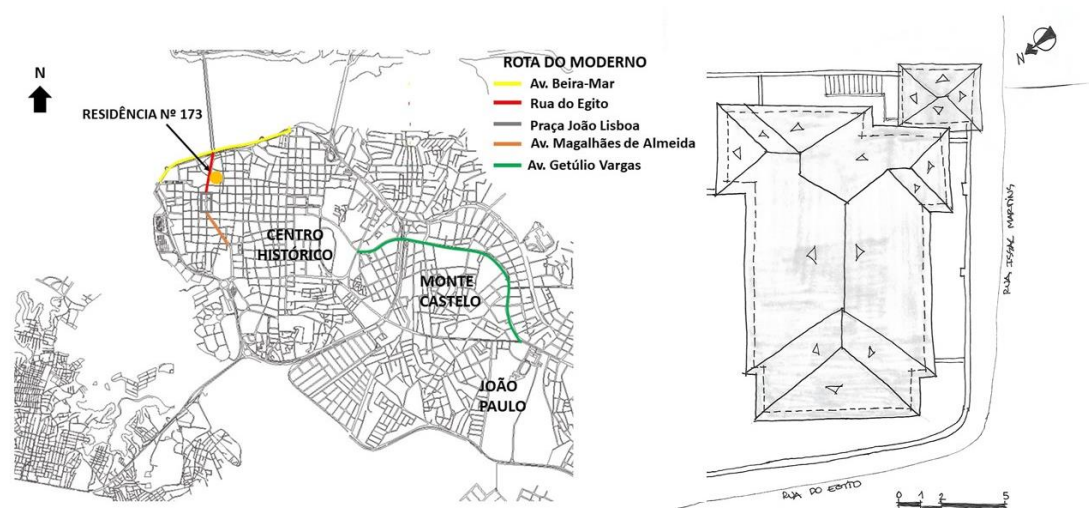 N
RESIDÊNCIA Nº 173
ROTA DO MODERNO
Av. Beira-Mar
Rua do Egito
Praça João Lisboa
Av. Magalhães de Almeida
Av. Getúlio Vargas
CENTRO
HISTÓRICO
MONTE
CASTELO
JOÃO
PAULO
N
RUA ISSAC MARTINS
RUA DO EGITO
0 1 2 5